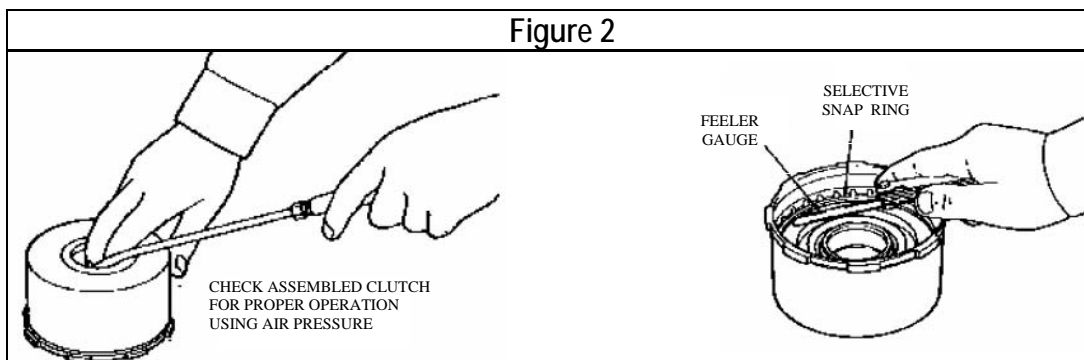 Figure 2
CHECK ASSEMBLED CLUTCH
FOR PROPER OPERATION
USING AIR PRESSURE
FEELER
GAUGE
SELECTIVE
SNAP RING